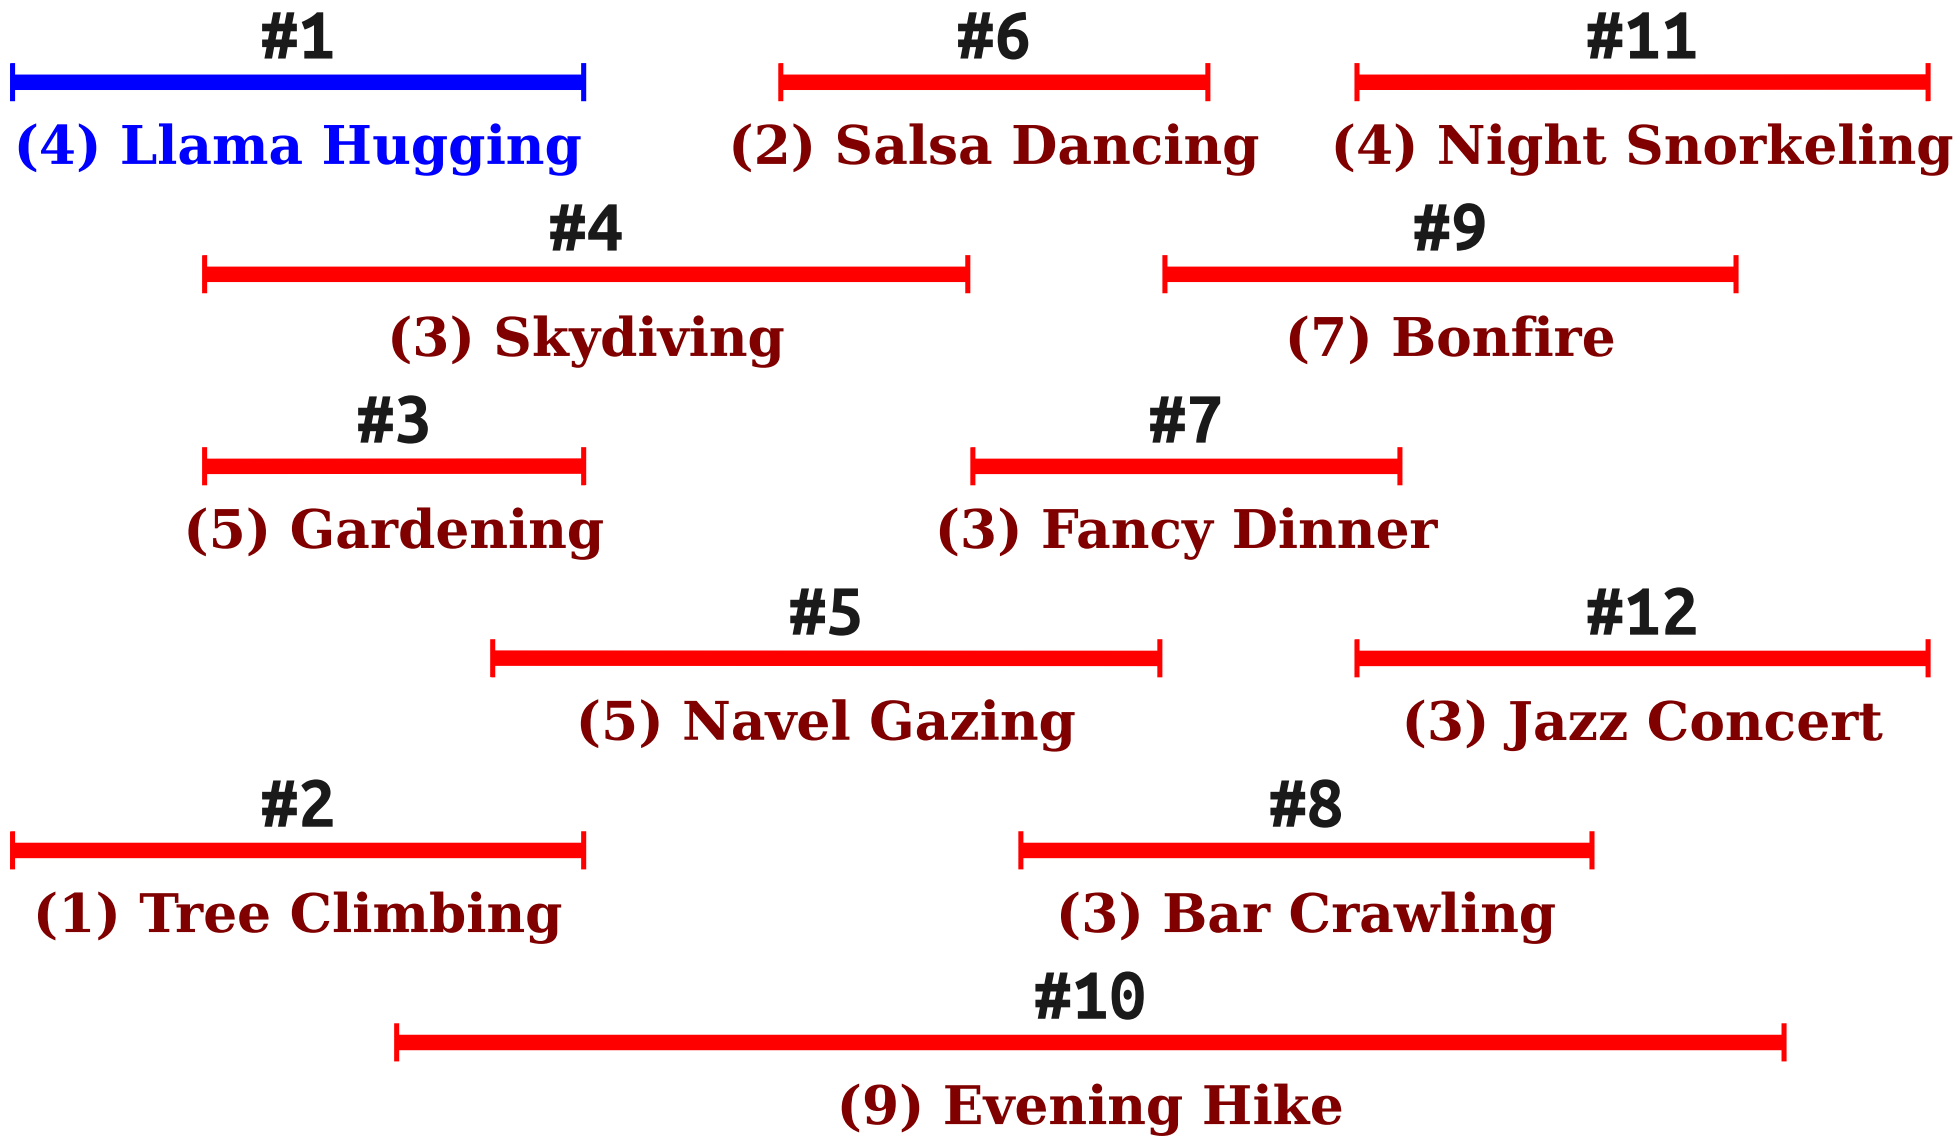 #1
(4) Llama Hugging
#6
(2) Salsa Dancing
#11
(4) Night Snorkeling
#4
(3) Skydiving
#9
(7) Bonfire
#3
(5) Gardening
#7
(3) Fancy Dinner
#5
(5) Navel Gazing
#12
(3) Jazz Concert
#2
(1) Tree Climbing
#8
(3) Bar Crawling
#10
(9) Evening Hike